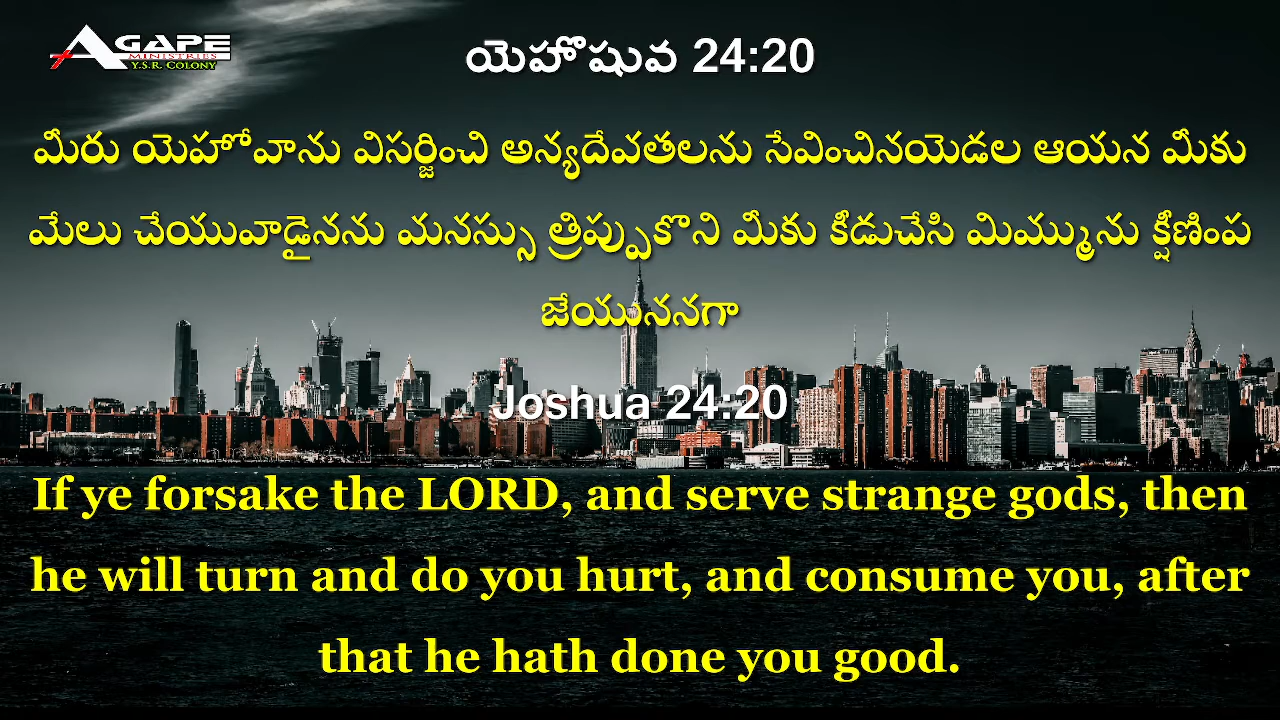 AGAPE
MINISTRIES
Y.S.R. COLONY
యెహొషువ 24:20
మీరు యెహోవాను విసర్జించి అన్యదేవతలను సేవించినయెడల ఆయన మీకు
మేలు చేయువాడైనను మనస్సు త్రిప్పుకొని మీకు కీడుచేసి మిమ్మును క్షీణింప
జేయుననగా
Joshua 24:20
If ye forsake the LORD, and serve strange gods, then
he will turn and do you hurt, and consume you, after
that he hath done you good.